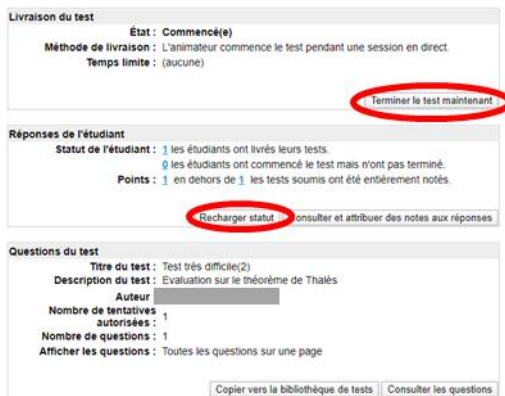 Livraison du test
État : Commencé(e)
Méthode de livraison : L'animateur commence le test pendant une session en direct.
Temps limite : (aucune)
Terminer le test maintenant
Réponses de l'étudiant
Statut de l'étudiant : 1 les étudiants ont livrés leurs tests.
0 les étudiants ont commencé le test mais n'ont pas terminé.
Points : 1 en dehors de 1 les tests soumis ont été entièrement notés.
Recharger statut Consulter et attribuer des notes aux réponses
Questions du test
Titre du test : Test très difficile(2)
Description du test : Evaluation sur le théorème de Thalès
Auteur
Nombre de tentatives autorisées : 1
Nombre de questions : 1
Afficher les questions : Toutes les questions sur une page
Copier vers la bibliothèque de tests Consulter les questions